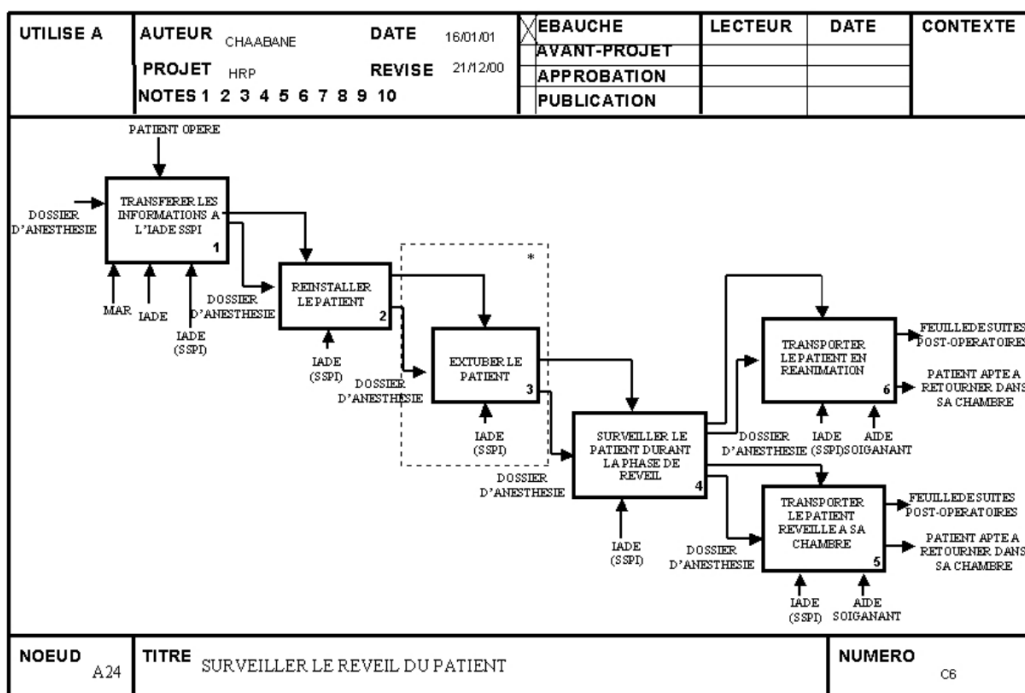 UTILISE A
AUTEUR CHAABANE DATE 16/01/01
PROJET HRP REVISE 21/12/00
NOTES 1 2 3 4 5 6 7 8 9 10
EBAUCHE
AVANT-PROJET
APPROBATION
PUBLICATION
LECTEUR
DATE
CONTEXTE
PATIENT OPERE
DOSSIER
D'ANESTHESIE
TRANSFERER LES
INFORMATIONS A
L'IADE SSPI
1
MAR
IADE
IADE
(SSPI)
DOSSIER
D'ANESTHESIE
REINSTALLER
LE PATIENT
2
IADE
(SSPI)
DOSSIER
D'ANESTHESIE
*
EXTUBER LE
PATIENT
3
IADE
(SSPI)
DOSSIER
D'ANESTHESIE
SURVEILLER LE
PATIENT DURANT
LA PHASE DE
REVEIL
4
IADE
(SSPI)
DOSSIER
D'ANESTHESIE
TRANSPORTER
LE PATIENT EN
REANIMATION
6
IADE
(SSPI)
AIDE
SOIGANANT
FEUILLE DE SUITES
POST-OPERATOIRES
PATIENT APTE A
RETOURNER DANS
SA CHAMBRE
DOSSIER
D'ANESTHESIE
TRANSPORTER
LE PATIENT
REVEILLE A SA
CHAMBRE
5
IADE
(SSPI)
AIDE
SOIGANANT
FEUILLE DE SUITES
POST-OPERATOIRES
PATIENT APTE A
RETOURNER DANS
SA CHAMBRE
NOEUD A24
TITRE SURVEILLER LE REVEIL DU PATIENT
NUMERO C6